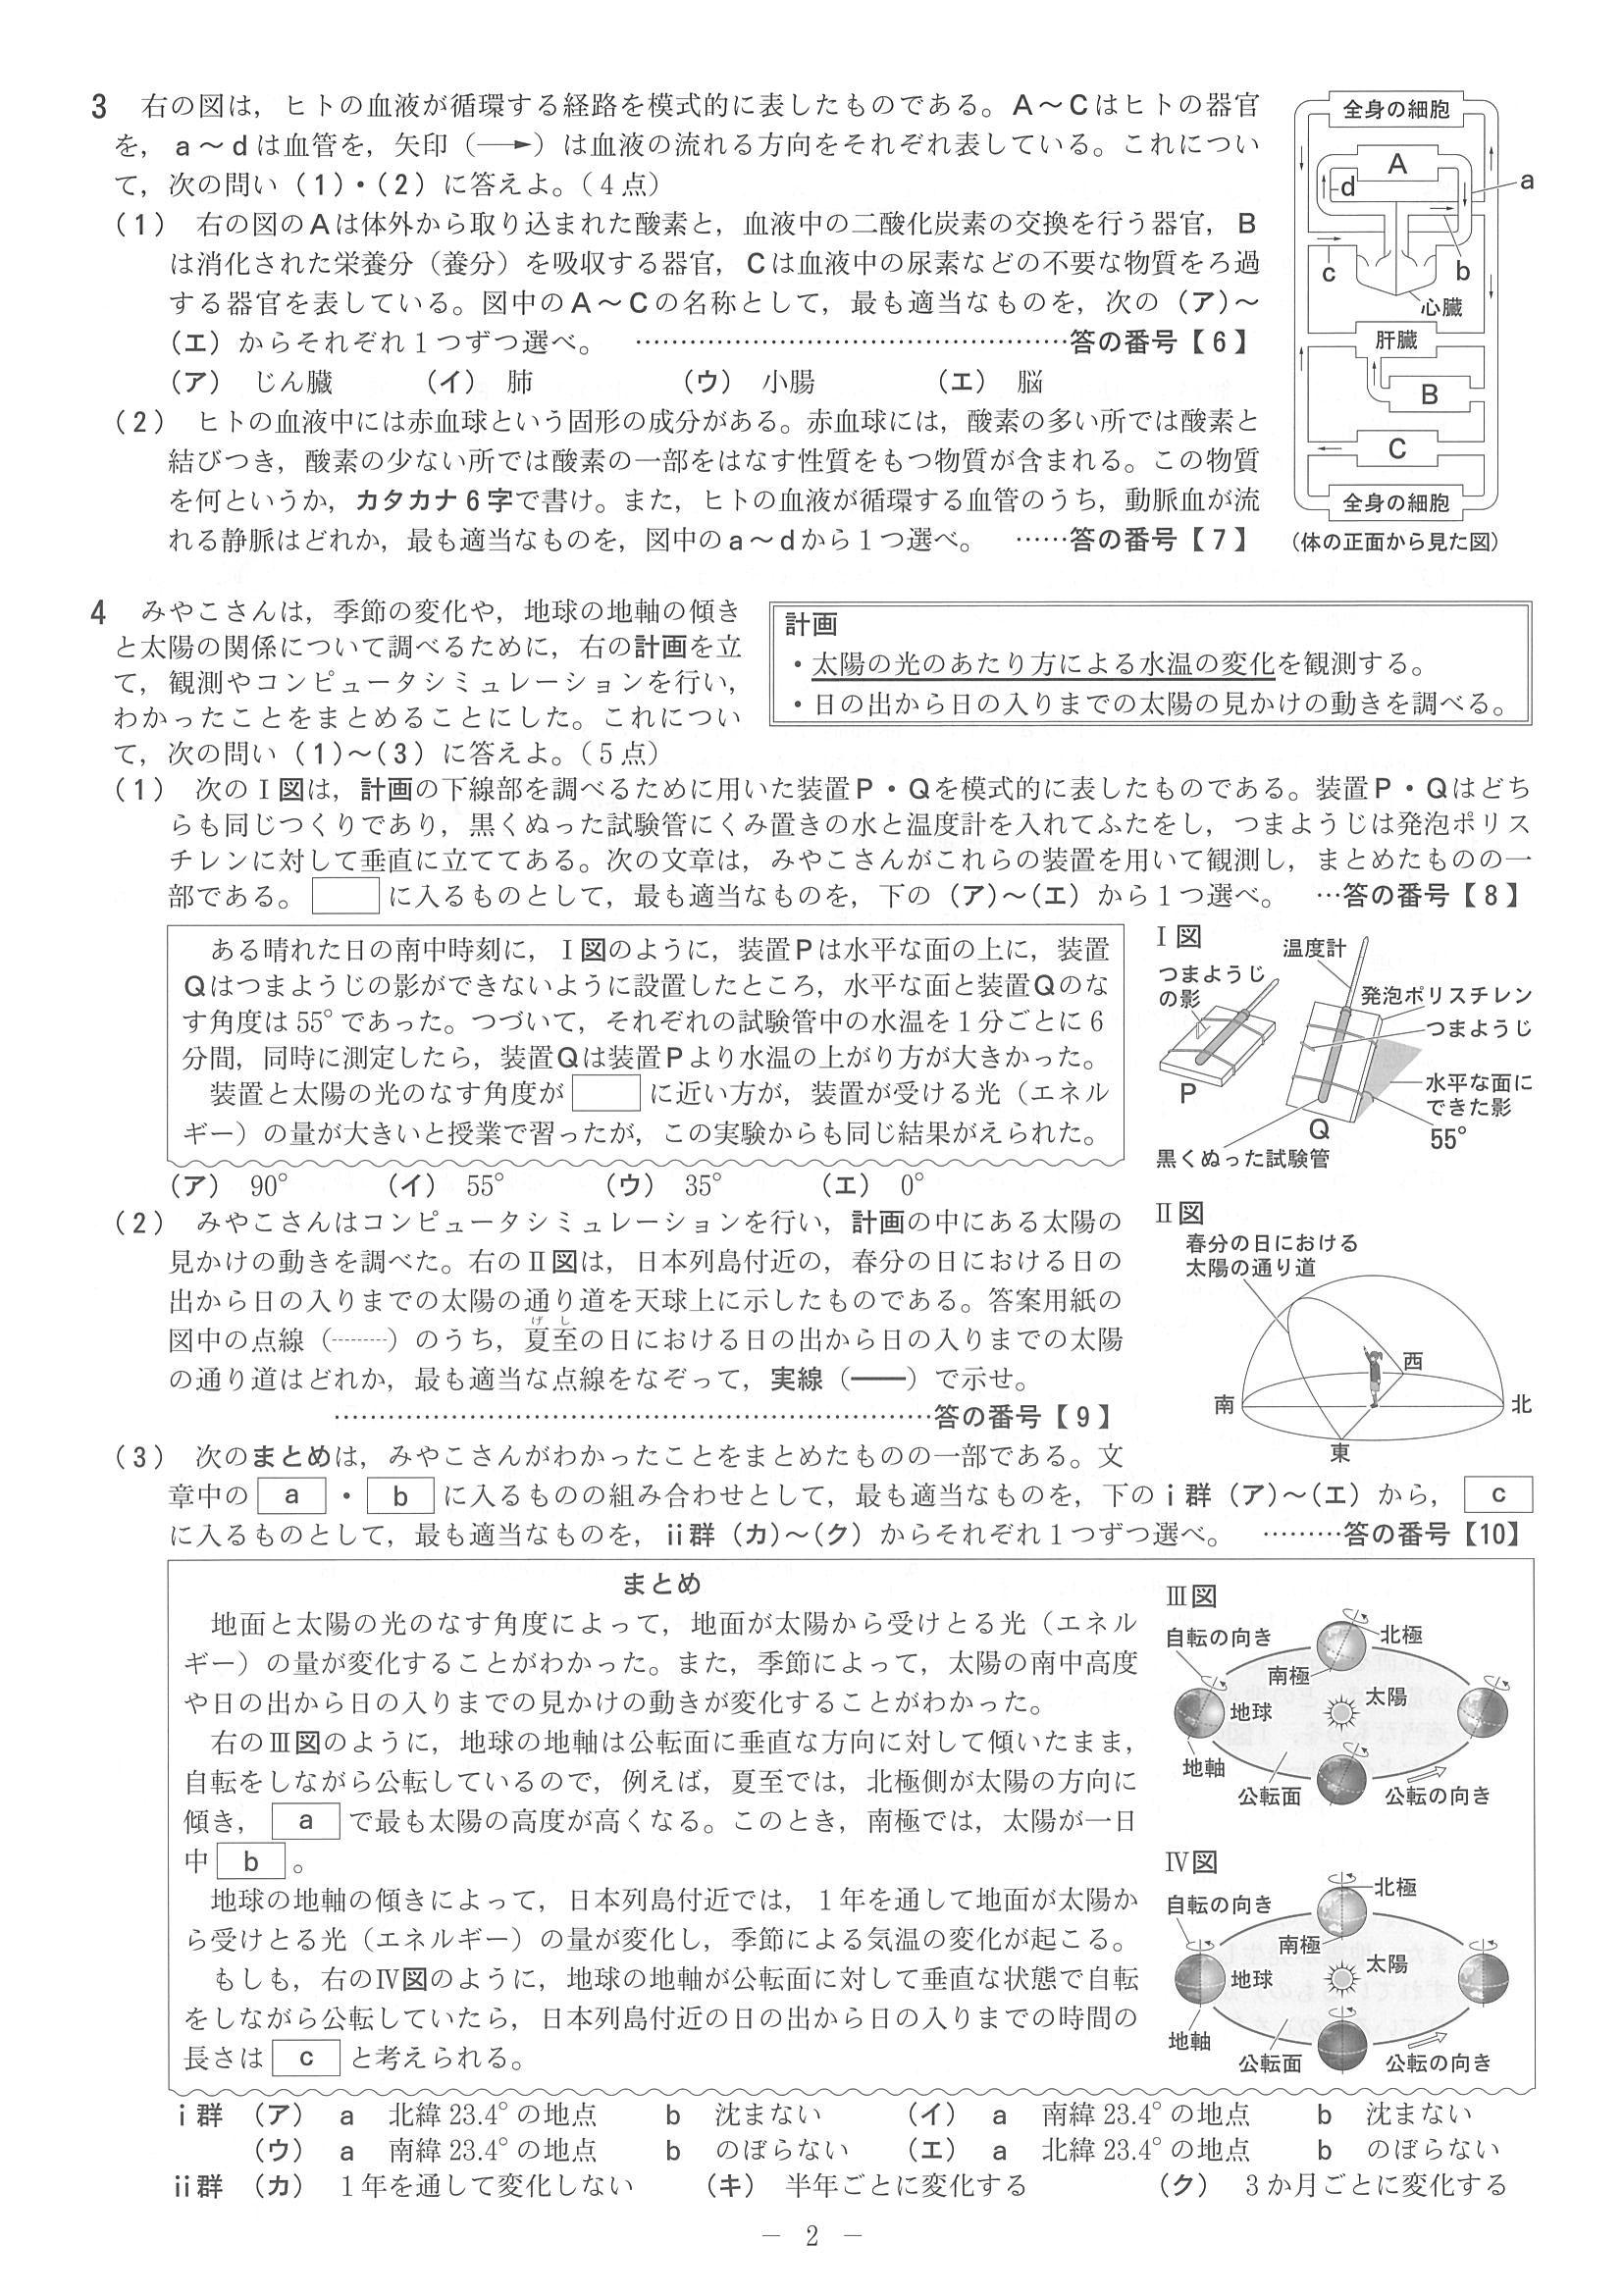 3 右の図は，ヒトの血液が循環する経路を模式的に表したものである。A～Cはヒトの器官
を，a～dは血管を，矢印（→）は血液の流れる方向をそれぞれ表している。これについ
て，次の問い（1）・（2）に答えよ。（4点）
（1） 右の図のAは体外から取り込まれた酸素と，血液中の二酸化炭素の交換を行う器官，B
は消化された栄養分（養分）を吸収する器官，Cは血液中の尿素などの不要な物質をろ過
する器官を表している。図中のA～Cの名称として，最も適当なものを，次の（ア）～
（エ）からそれぞれ1つずつ選べ。 ……………………………………………答の番号【6】
（ア） じん臓 （イ） 肺 （ウ） 小腸 （エ） 脳
（2） ヒトの血液中には赤血球という固形の成分がある。赤血球には，酸素の多い所では酸素と
結びつき，酸素の少ない所では酸素の一部をはなす性質をもつ物質が含まれる。この物質
を何というか，カタカナ6字で書け。また，ヒトの血液が循環する血管のうち，動脈血が流
れる静脈はどれか，最も適当なものを，図中のa～dから1つ選べ。 ……答の番号【7】
全身の細胞
A
d
a
c
b
心臓
肝臓
B
C
全身の細胞
（体の正面から見た図）
4 みやこさんは，季節の変化や，地球の地軸の傾き
と太陽の関係について調べるために，右の計画を立
て，観測やコンピュータシミュレーションを行い，
わかったことをまとめることにした。これについ
て，次の問い（1）～（3）に答えよ。（5点）
計画
・太陽の光のあたり方による水温の変化を観測する。
・日の出から日の入りまでの太陽の見かけの動きを調べる。
（1） 次のⅠ図は，計画の下線部を調べるために用いた装置P・Qを模式的に表したものである。装置P・Qはどち
らも同じつくりであり，黒くぬった試験管にくみ置きの水と温度計を入れてふたをし，つまようじは発泡ポリス
チレンに対して垂直に立ててある。次の文章は，みやこさんがこれらの装置を用いて観測し，まとめたものの一
部である。 に入るものとして，最も適当なものを，下の（ア）～（エ）から1つ選べ。 …答の番号【8】
ある晴れた日の南中時刻に，Ⅰ図のように，装置Pは水平な面の上に，装置
Qはつまようじの影ができないように設置したところ，水平な面と装置Qのな
す角度は55°であった。つづいて，それぞれの試験管中の水温を1分ごとに6
分間，同時に測定したら，装置Qは装置Pより水温の上がり方が大きかった。
装置と太陽の光のなす角度が に近い方が，装置が受ける光（エネル
ギー）の量が大きいと授業で習ったが，この実験からも同じ結果がえられた。
Ⅰ図
温度計
つまようじ
の影
発泡ポリスチレン
つまようじ
P
水平な面に
できた影
Q
55°
黒くぬった試験管
（ア） 90° （イ） 55° （ウ） 35° （エ） 0°
（2） みやこさんはコンピュータシミュレーションを行い，計画の中にある太陽の
見かけの動きを調べた。右のⅡ図は，日本列島付近の，春分の日における日の
出から日の入りまでの太陽の通り道を天球上に示したものである。答案用紙の
図中の点線（--------）のうち，夏至の日における日の出から日の入りまでの太陽
の通り道はどれか，最も適当な点線をなぞって，実線（――）で示せ。
……………………………………………………………答の番号【9】
げ し
Ⅱ図
春分の日における
太陽の通り道
西
南
北
東
（3） 次のまとめは，みやこさんがわかったことをまとめたものの一部である。文
章中の a ・ b に入るものの組み合わせとして，最も適当なものを，下のⅰ群（ア）～（エ）から， c
に入るものとして，最も適当なものを，ⅱ群（カ）～（ク）からそれぞれ1つずつ選べ。 ………答の番号【10】
まとめ
地面と太陽の光のなす角度によって，地面が太陽から受けとる光（エネル
ギー）の量が変化することがわかった。また，季節によって，太陽の南中高度
や日の出から日の入りまでの見かけの動きが変化することがわかった。
右のⅢ図のように，地球の地軸は公転面に垂直な方向に対して傾いたまま，
自転をしながら公転しているので，例えば，夏至では，北極側が太陽の方向に
傾き， a で最も太陽の高度が高くなる。このとき，南極では，太陽が一日
中 b 。
地球の地軸の傾きによって，日本列島付近では，1年を通して地面が太陽か
ら受けとる光（エネルギー）の量が変化し，季節による気温の変化が起こる。
もしも，右のⅣ図のように，地球の地軸が公転面に対して垂直な状態で自転
をしながら公転していたら，日本列島付近の日の出から日の入りまでの時間の
長さは c と考えられる。
Ⅲ図
自転の向き
北極
南極
太陽
地球
地軸
公転面
公転の向き
Ⅳ図
北極
自転の向き
南極
太陽
地球
地軸
公転面
公転の向き
ⅰ群 （ア） a 北緯23.4°の地点 b 沈まない （イ） a 南緯23.4°の地点 b 沈まない
（ウ） a 南緯23.4°の地点 b のぼらない （エ） a 北緯23.4°の地点 b のぼらない
ⅱ群 （カ） 1年を通して変化しない （キ） 半年ごとに変化する （ク） 3か月ごとに変化する
－ 2 －